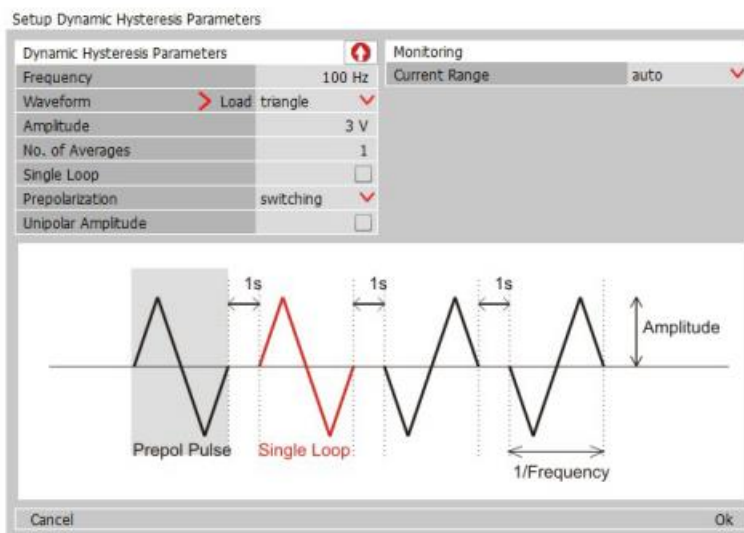 Setup Dynamic Hysteresis Parameters
Dynamic Hysteresis Parameters
Frequency 100 Hz
Waveform Load triangle
Amplitude 3 V
No. of Averages 1
Single Loop
Prepolarization switching
Unipolar Amplitude
Monitoring
Current Range auto
1s 1s 1s
Amplitude
Prepol Pulse Single Loop
1/Frequency
Cancel Ok